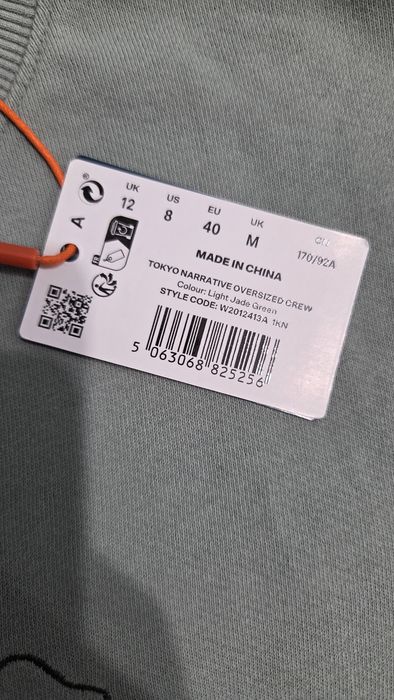 UK
12
US
8
EU
40
UK
M
CN
170/92A
A
MADE IN CHINA
TOKYO NARRATIVE OVERSIZED CREW
Colour: Light Jade Green
STYLE CODE: W2012413A 1KN
5 063068 825256